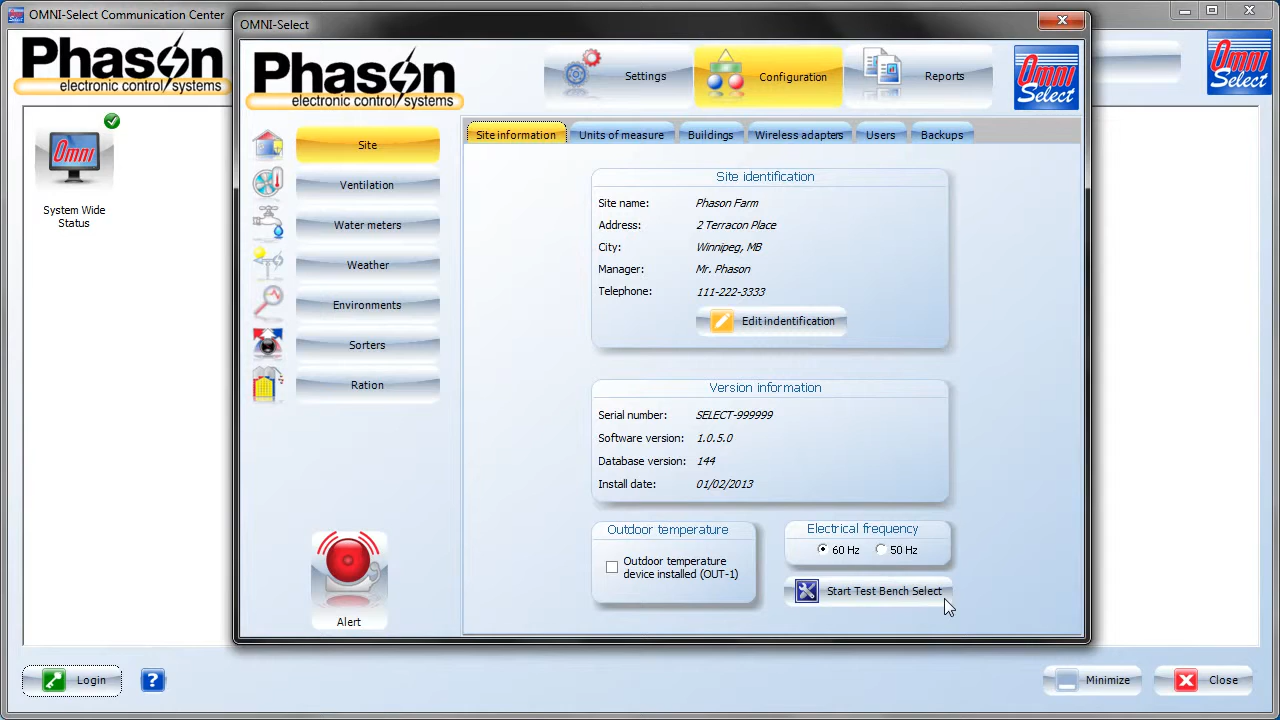 OMNI-Select Communication Center
Phason
electronic control systems
Omni
Select
Omni
System Wide
Status
Login
?
Minimize
Close
OMNI-Select
Phason
electronic control systems
Settings
Configuration
Reports
Omni
Select
Site
Ventilation
Water meters
Weather
Environments
Sorters
Ration
Alert
Site information
Units of measure
Buildings
Wireless adapters
Users
Backups
Site identification
Site name: Phason Farm
Address: 2 Terracon Place
City: Winnipeg, MB
Manager: Mr. Phason
Telephone: 111-222-3333
Edit indentification
Version information
Serial number: SELECT-999999
Software version: 1.0.5.0
Database version: 144
Install date: 01/02/2013
Outdoor temperature
Outdoor temperature
device installed (OUT-1)
Electrical frequency
60 Hz 50 Hz
Start Test Bench Select